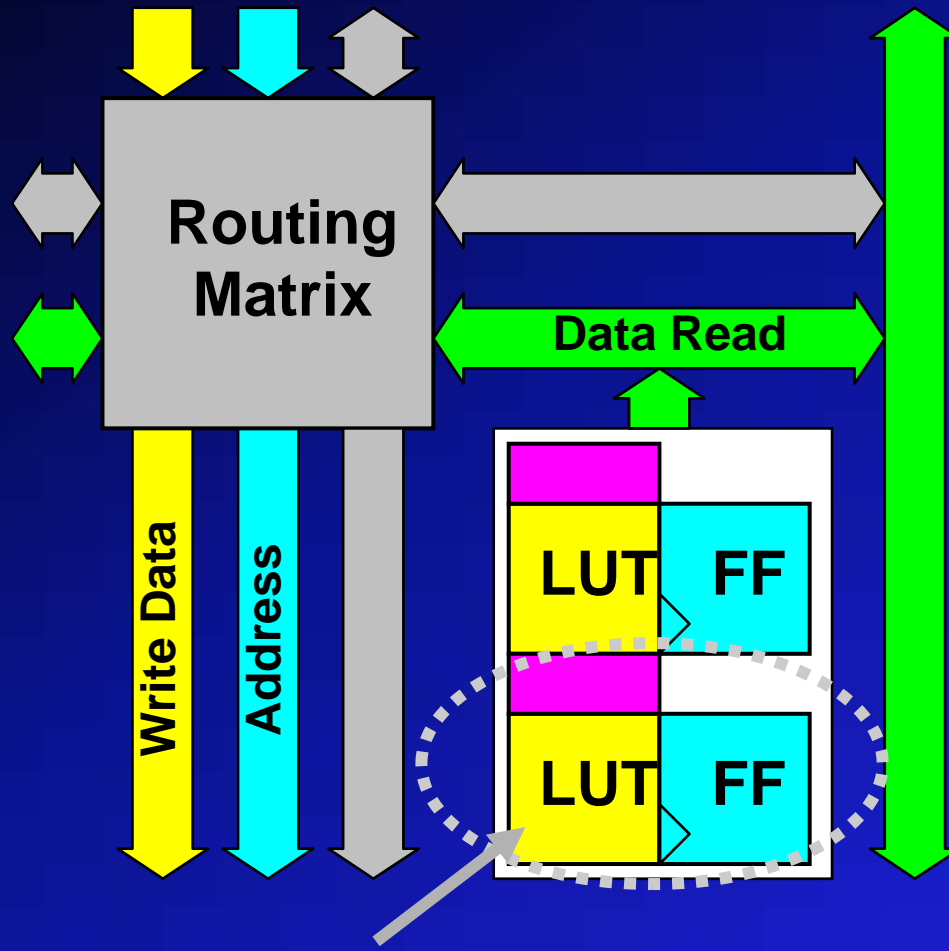 Routing
Matrix
Data Read
Write Data
Address
LUT FF
LUT FF